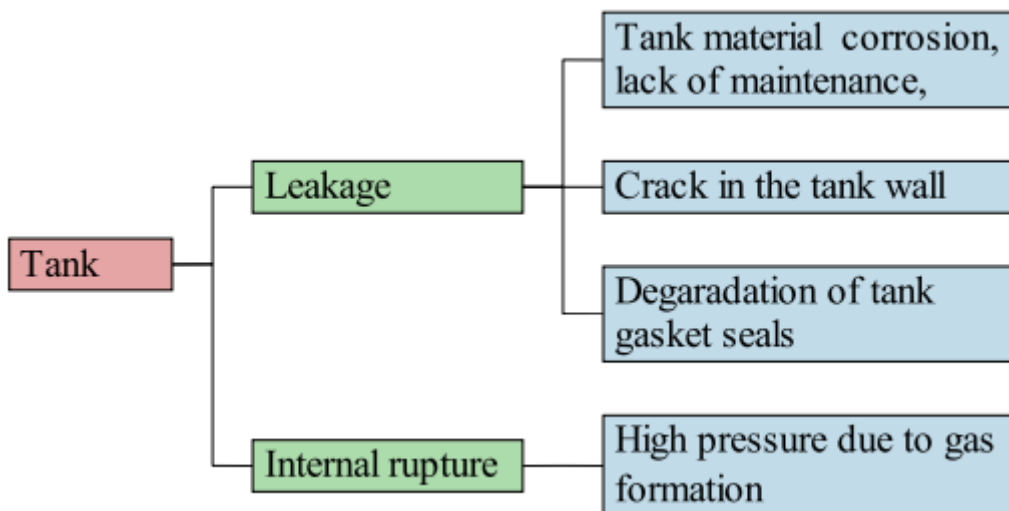 Tank material corrosion,
lack of maintenance,
Leakage
Crack in the tank wall
Tank
Degaradation of tank
gasket seals
Internal rupture
High pressure due to gas
formation